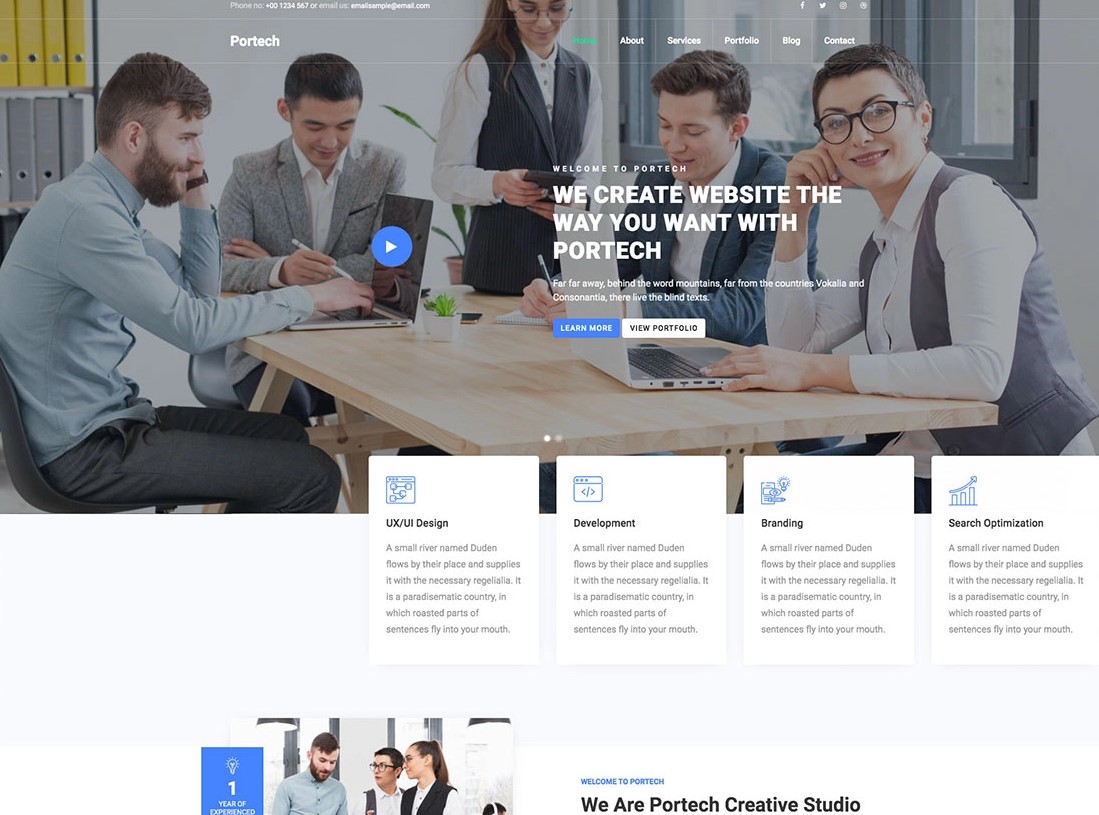 Phone no: +00 1234 567 or email us: emailsample@email.com
Portech
Home About Services Portfolio Blog Contact
WELCOME TO PORTECH
WE CREATE WEBSITE THE
WAY YOU WANT WITH
PORTECH
Far far away, behind the word mountains, far from the countries Vokalia and
Consonantia, there live the blind texts.
LEARN MORE VIEW PORTFOLIO
UX/UI Design
A small river named Duden
flows by their place and supplies
it with the necessary regelialia. It
is a paradisematic country, in
which roasted parts of
sentences fly into your mouth.
Development
A small river named Duden
flows by their place and supplies
it with the necessary regelialia. It
is a paradisematic country, in
which roasted parts of
sentences fly into your mouth.
Branding
A small river named Duden
flows by their place and supplies
it with the necessary regelialia. It
is a paradisematic country, in
which roasted parts of
sentences fly into your mouth.
Search Optimization
A small river named Duden
flows by their place and supplies
it with the necessary regelialia. It
is a paradisematic country, in
which roasted parts of
sentences fly into your mouth.
1
YEAR OF
EXPERIENCED
WELCOME TO PORTECH
We Are Portech Creative Studio